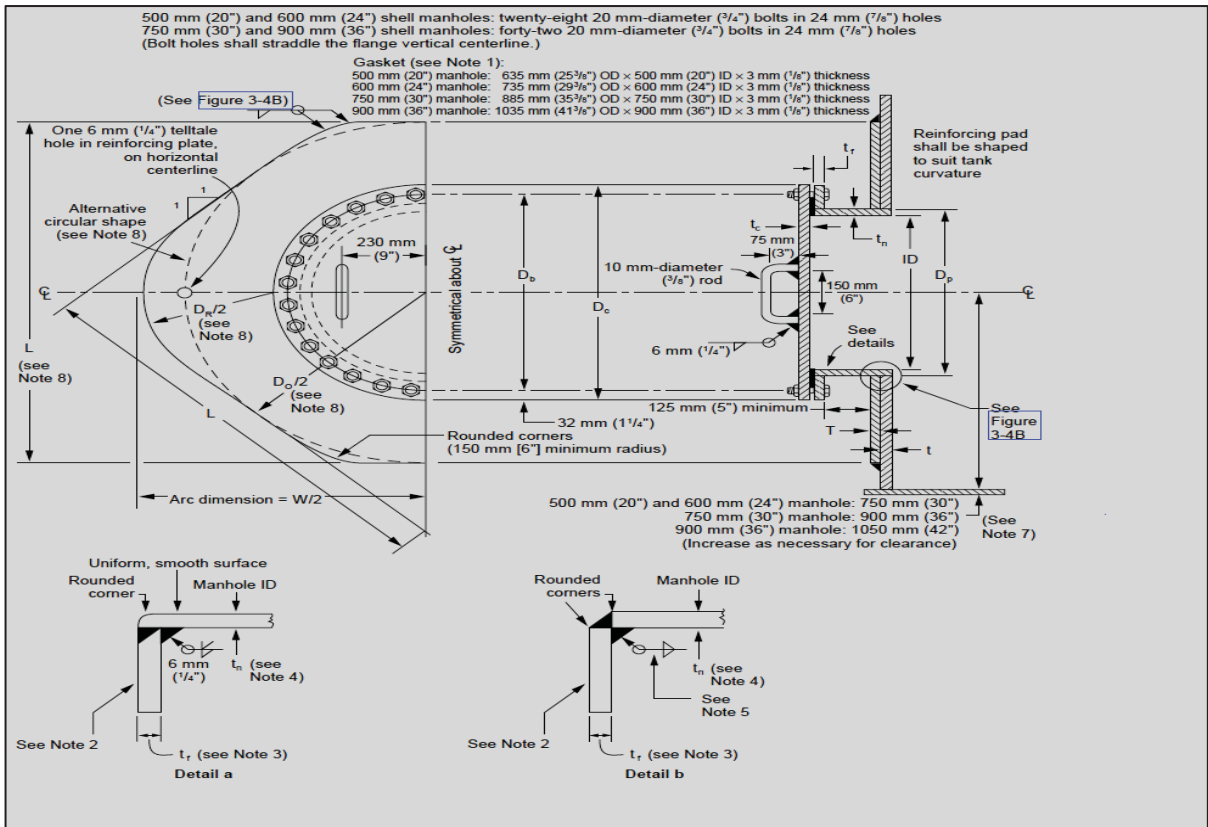 500 mm (20") and 600 mm (24") shell manholes: twenty-eight 20 mm-diameter (3/4") bolts in 24 mm (7/8") holes
750 mm (30") and 900 mm (36") shell manholes: forty-two 20 mm-diameter (3/4") bolts in 24 mm (7/8") holes
(Bolt holes shall straddle the flange vertical centerline.)
Gasket (see Note 1):
500 mm (20") manhole: 635 mm (25 3/8") OD × 500 mm (20") ID × 3 mm (1/8") thickness
600 mm (24") manhole: 735 mm (29 3/8") OD × 600 mm (24") ID × 3 mm (1/8") thickness
750 mm (30") manhole: 885 mm (35 3/8") OD × 750 mm (30") ID × 3 mm (1/8") thickness
900 mm (36") manhole: 1035 mm (41 3/8") OD × 900 mm (36") ID × 3 mm (1/8") thickness
(See Figure 3-4B)
One 6 mm (1/4") telltale
hole in reinforcing plate,
on horizontal
centerline
1
1
Alternative
circular shape
(see Note 8)
230 mm
(9")
℄
DR/2
(see
Note 8)
L
(see
Note 8)
DO/2
(see
Note 8)
L
Symmetrical about ℄
Db
Dc
32 mm (1 1/4")
Rounded corners
(150 mm [6"] minimum radius)
Arc dimension = W/2
Reinforcing pad
shall be shaped
to suit tank
curvature
tf
tc
tn
75 mm
(3")
10 mm-diameter
(3/8") rod
150 mm
(6")
ID
Dp
℄
6 mm (1/4")
See
details
125 mm (5") minimum
T
t
See
Figure
3-4B
500 mm (20") and 600 mm (24") manhole: 750 mm (30")
750 mm (30") manhole: 900 mm (36")
900 mm (36") manhole: 1050 mm (42")
(Increase as necessary for clearance)
(See
Note 7)
Uniform, smooth surface
Rounded
corner
Manhole ID
6 mm
(1/4")
tn (see
Note 4)
See Note 2
tf (see Note 3)
Detail a
Rounded
corners
Manhole ID
tn (see
Note 4)
See
Note 5
See Note 2
tf (see Note 3)
Detail b